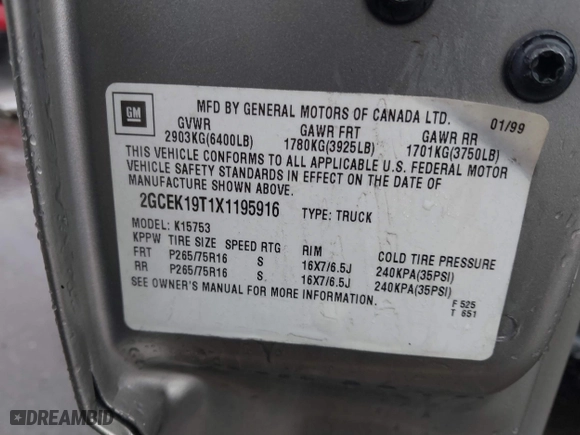 GM
MFD BY GENERAL MOTORS OF CANADA LTD. 01/99
GVWR GAWR FRT GAWR RR
2903KG(6400LB) 1780KG(3925LB) 1701KG(3750LB)
THIS VEHICLE CONFORMS TO ALL APPLICABLE U.S. FEDERAL MOTOR
VEHICLE SAFETY STANDARDS IN EFFECT ON THE DATE OF
MANUFACTURE SHOWN ABOVE.
2GCEK19T1X1195916 TYPE: TRUCK
MODEL: K15753
KPPW TIRE SIZE SPEED RTG RIM COLD TIRE PRESSURE
FRT P265/75R16 S 16X7/6.5J 240KPA(35PSI)
RR P265/75R16 S 16X7/6.5J 240KPA(35PSI)
SEE OWNER'S MANUAL FOR MORE INFORMATION.
F 525
T 651
DREAMBID